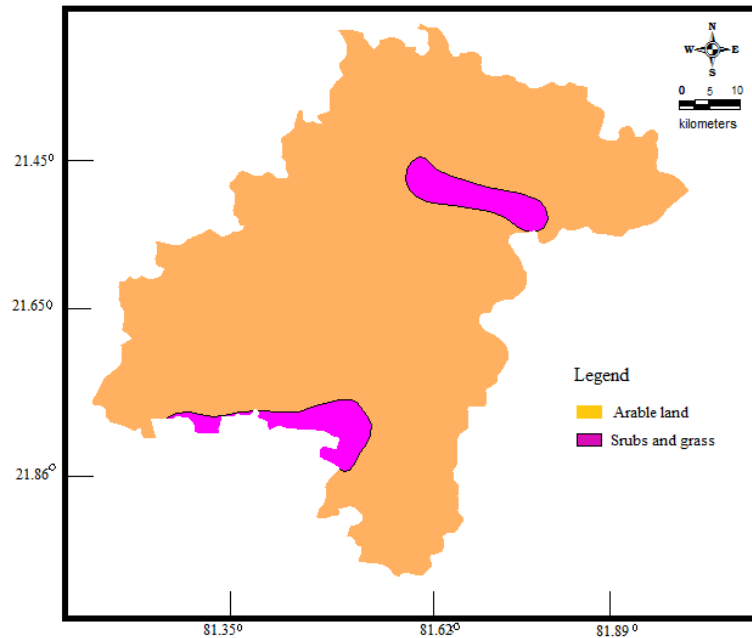 N
W E
S
0 5 10
kilometers
21.45⁰
21.65⁰
Legend
Arable land
Srubs and grass
21.86⁰
81.35⁰ 81.62⁰ 81.89⁰